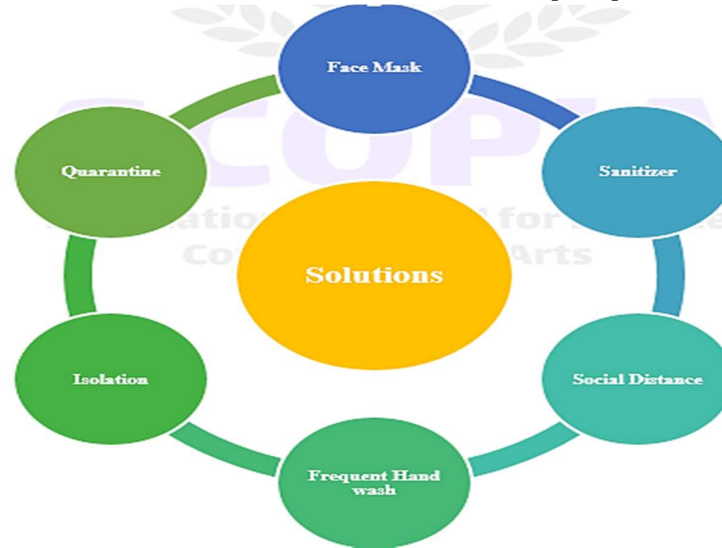 Face Mask
Quarantine
Sanitizer
Solutions
Isolation
Social Distance
Frequent Hand
wash